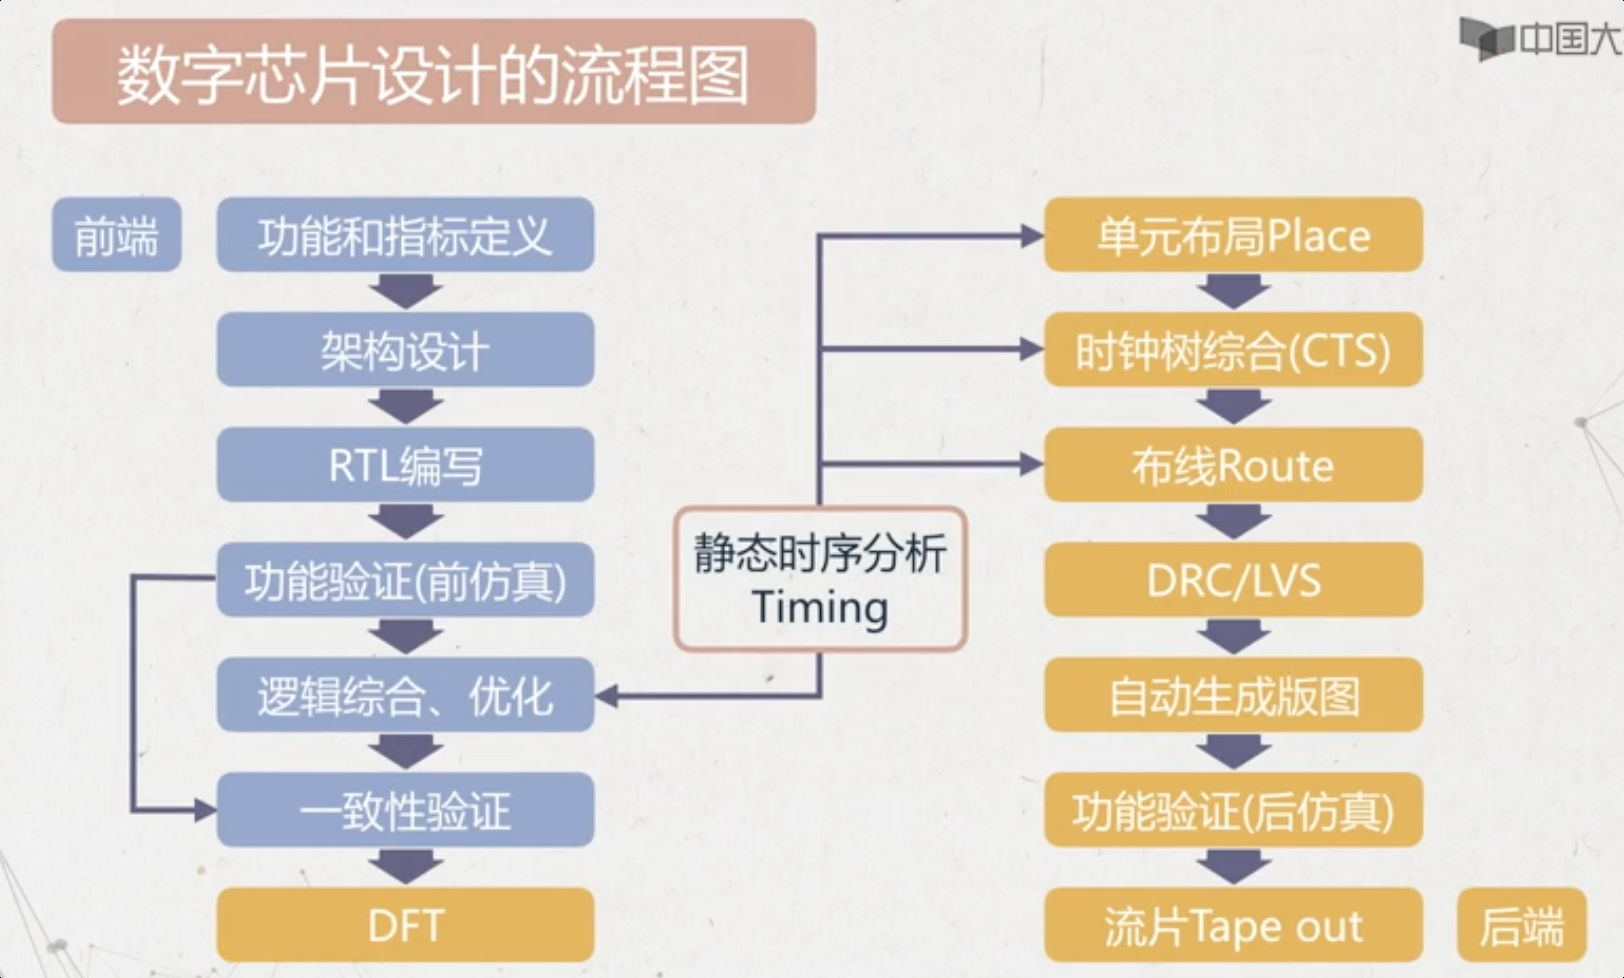 数字芯片设计的流程图
中国大
前端
功能和指标定义
架构设计
RTL编写
功能验证(前仿真)
逻辑综合、优化
一致性验证
DFT
静态时序分析
Timing
单元布局Place
时钟树综合(CTS)
布线Route
DRC/LVS
自动生成版图
功能验证(后仿真)
流片Tape out
后端